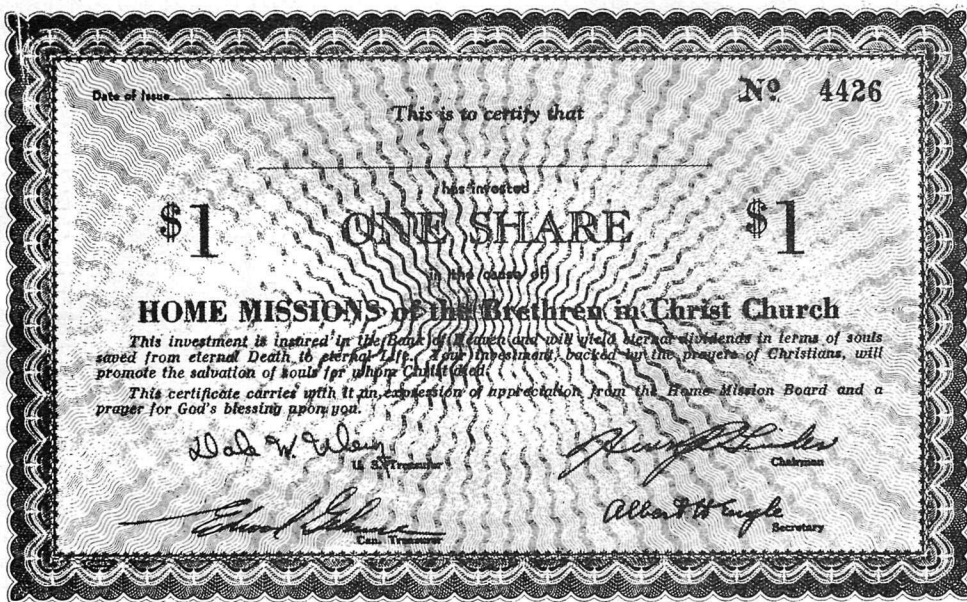 Date of Issue
Nº 4426
This is to certify that
has invested
$1 ONE SHARE $1
in the cause of
HOME MISSIONS of the Brethren in Christ Church
This investment is insured in the Bank of Heaven and will yield eternal dividends in terms of souls
saved from eternal Death to eternal Life. Your investment, backed by the prayers of Christians, will
promote the salvation of souls for whom Christ died.
This certificate carries with it an expression of appreciation from the Home Mission Board and a
prayer for God's blessing upon you.
Dale W.
U. S. Treasurer
Chairman
Albert H Engle
Can. Treasurer
Secretary